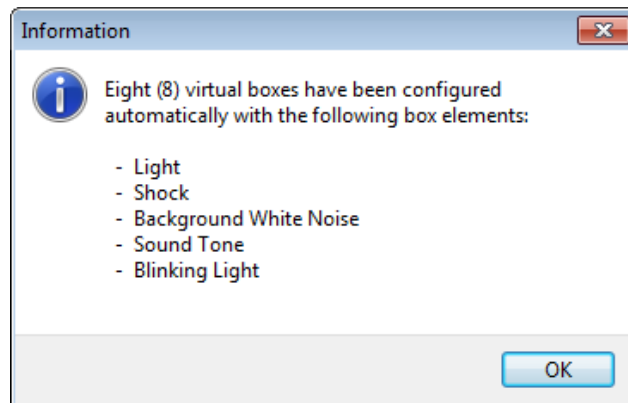 Information
Eight (8) virtual boxes have been configured
automatically with the following box elements:
- Light
- Shock
- Background White Noise
- Sound Tone
- Blinking Light
OK